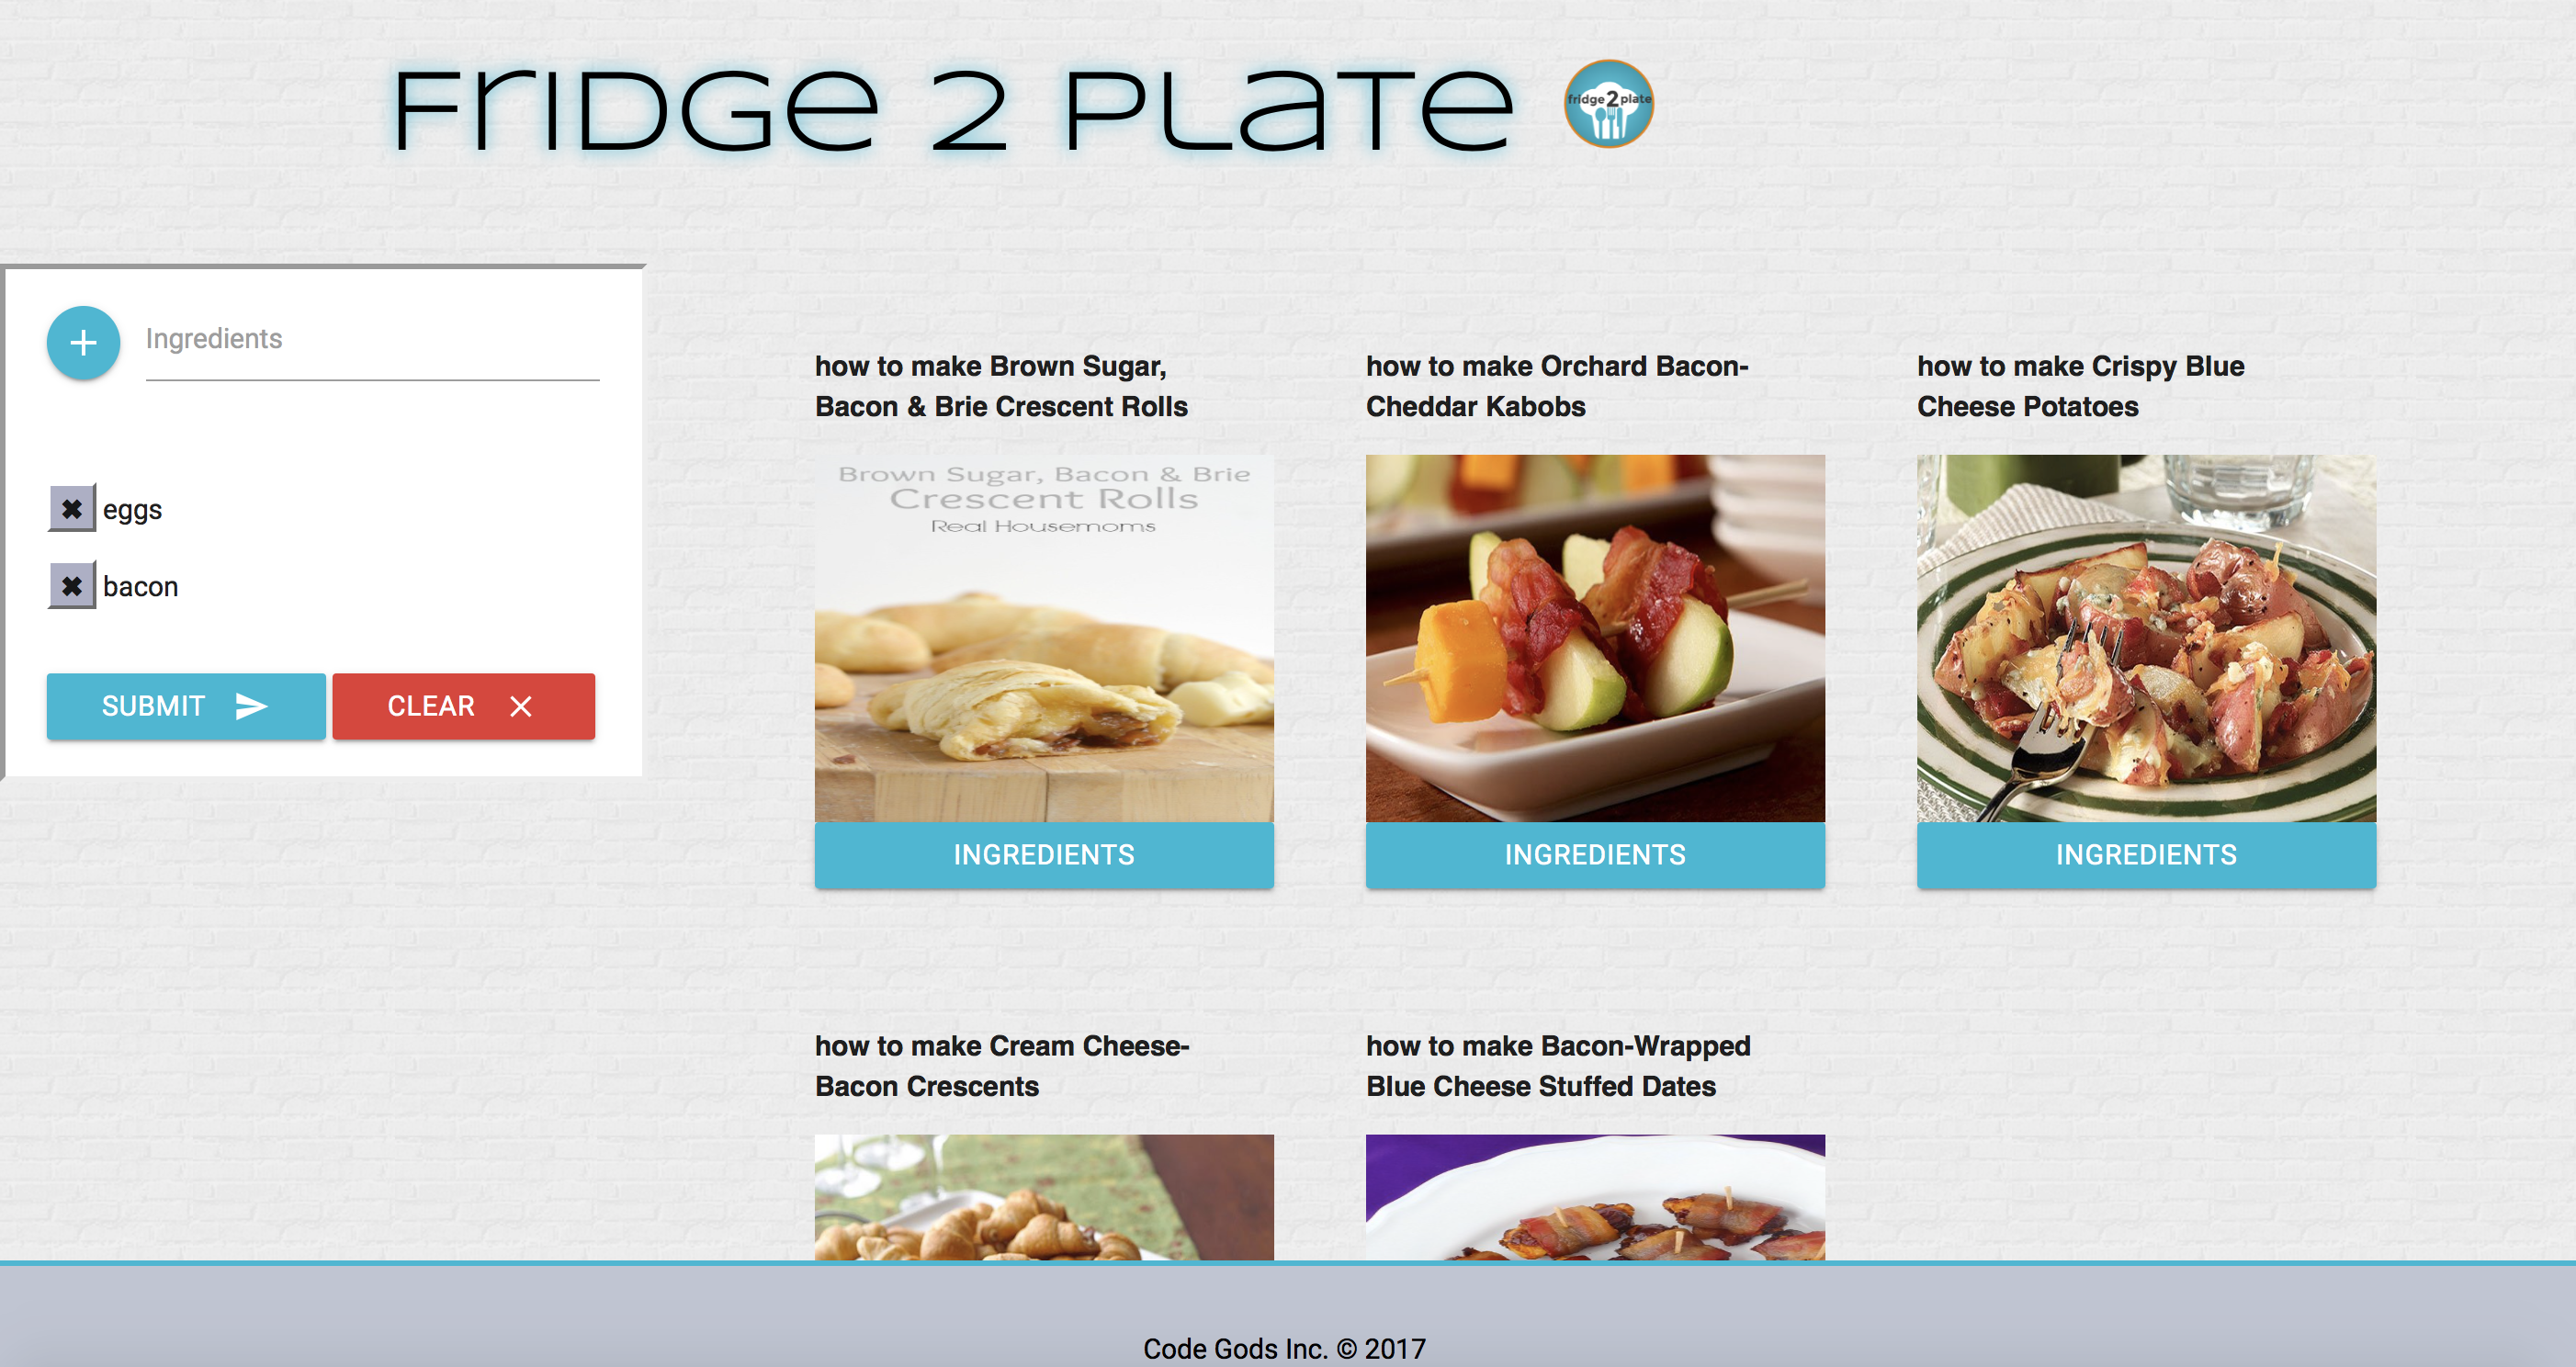 FriDGe 2 PLaTe
fridge2plate
Ingredients
eggs
bacon
SUBMIT
CLEAR
how to make Brown Sugar,
Bacon & Brie Crescent Rolls
Brown Sugar, Bacon & Brie
Crescent Rolls
Real Housemoms
INGREDIENTS
how to make Orchard Bacon-
Cheddar Kabobs
INGREDIENTS
how to make Crispy Blue
Cheese Potatoes
INGREDIENTS
how to make Cream Cheese-
Bacon Crescents
how to make Bacon-Wrapped
Blue Cheese Stuffed Dates
Code Gods Inc. © 2017